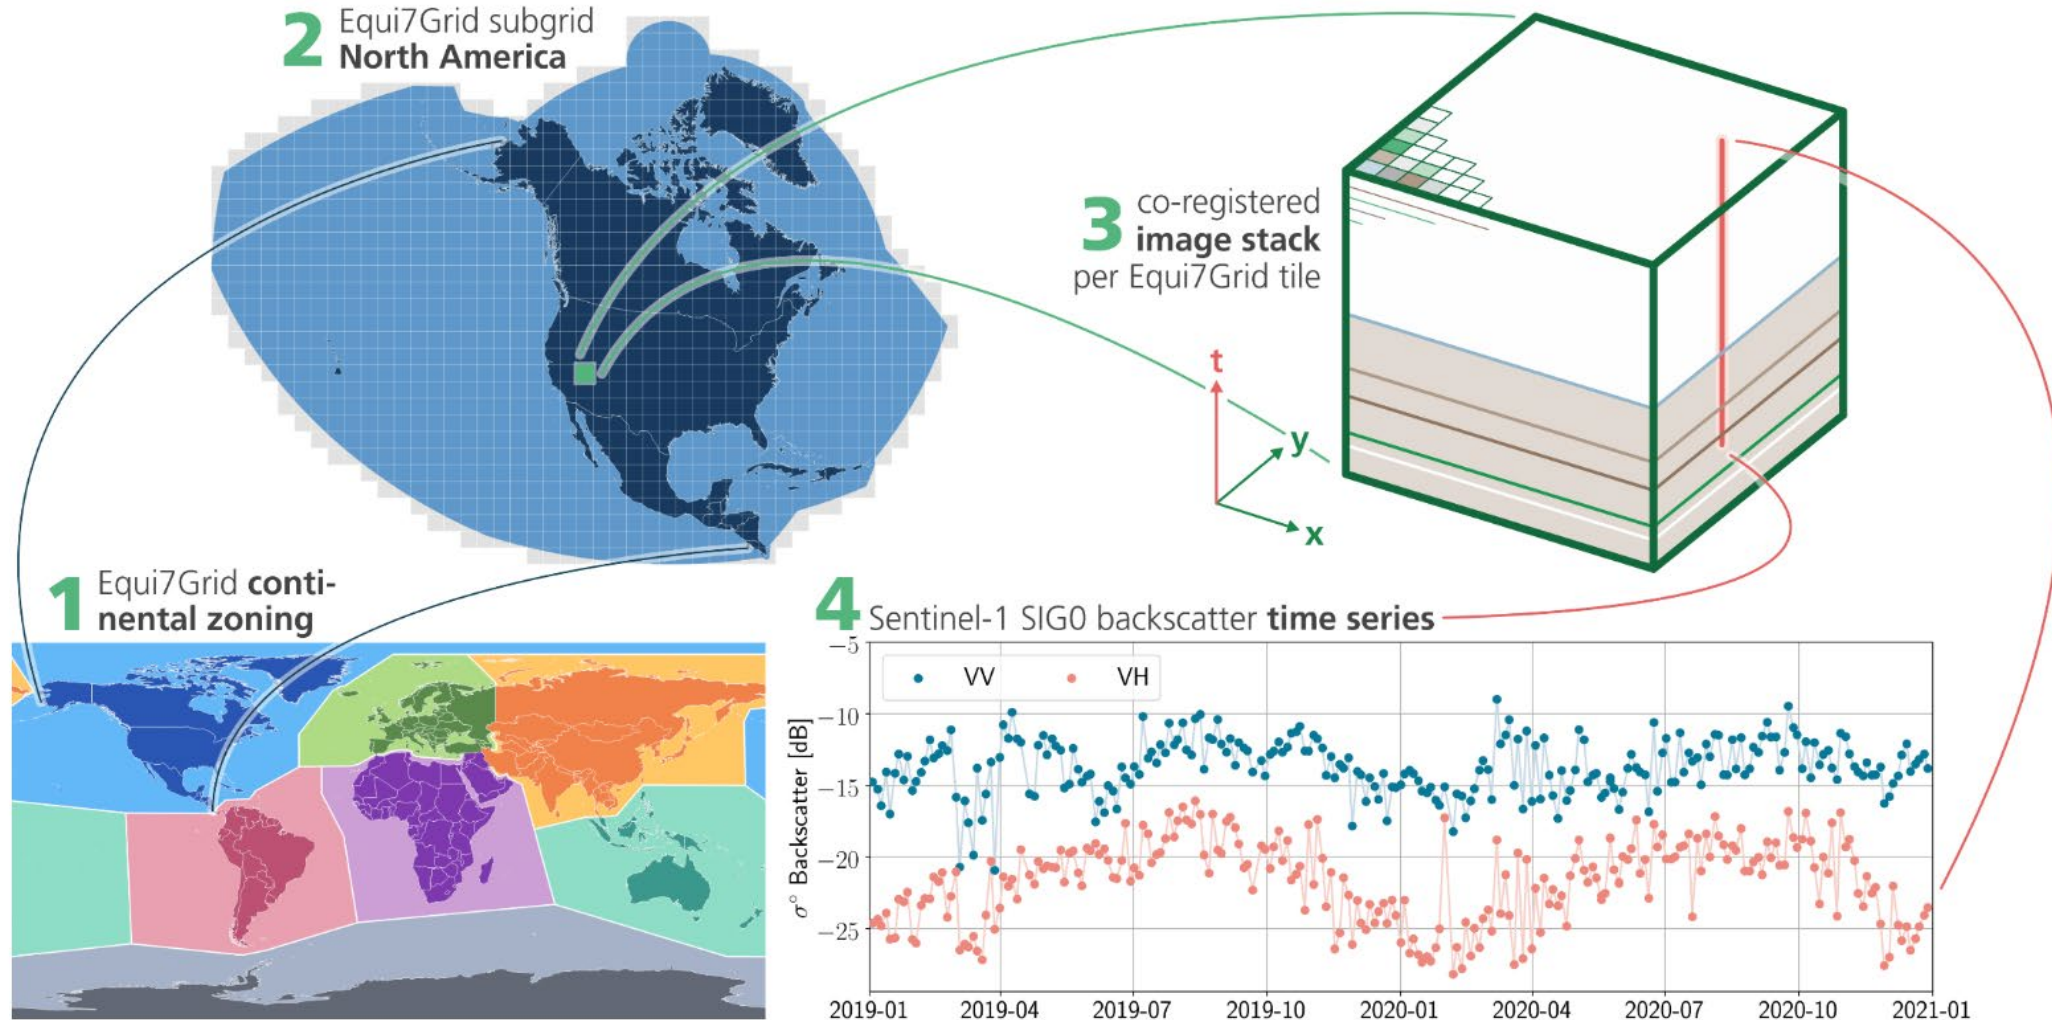 2 Equi7Grid subgrid
North America
3 co-registered
image stack
per Equi7Grid tile
t
y
x
1 Equi7Grid conti-
nental zoning
4 Sentinel-1 SIG0 backscatter time series
VV VH
σ° Backscatter [dB]
−5
−10
−15
−20
−25
2019-01 2019-04 2019-07 2019-10 2020-01 2020-04 2020-07 2020-10 2021-01